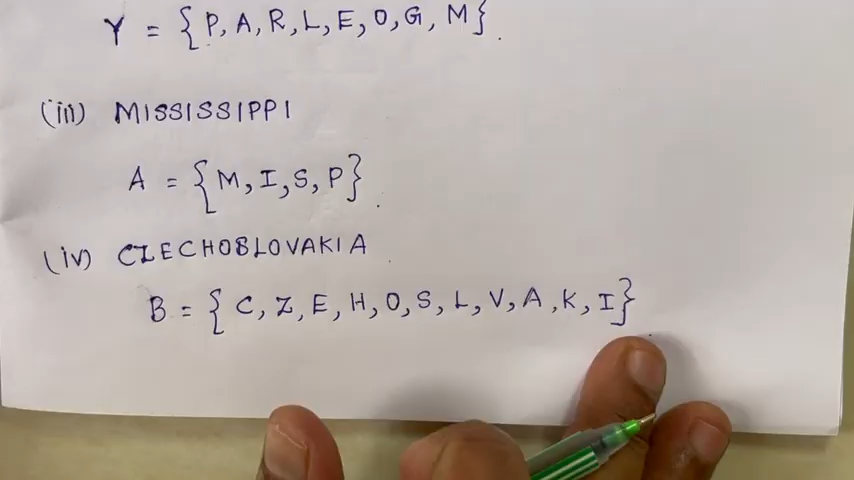 Y = {P, A, R, L, E, O, G, M}.
(iii) MISSISSIPPI
A = {M, I, S, P}.
(iv) CZECHOSLOVAKIA
B = {C, Z, E, H, O, S, L, V, A, K, I}